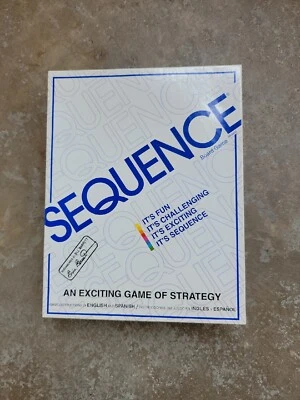 SEQUENCE
Board Game
IT'S FUN
IT'S CHALLENGING
IT'S EXCITING
IT'S SEQUENCE
AN EXCITING GAME OF STRATEGY
ENGLISH
SPANISH /
INGLES - ESPAÑOL